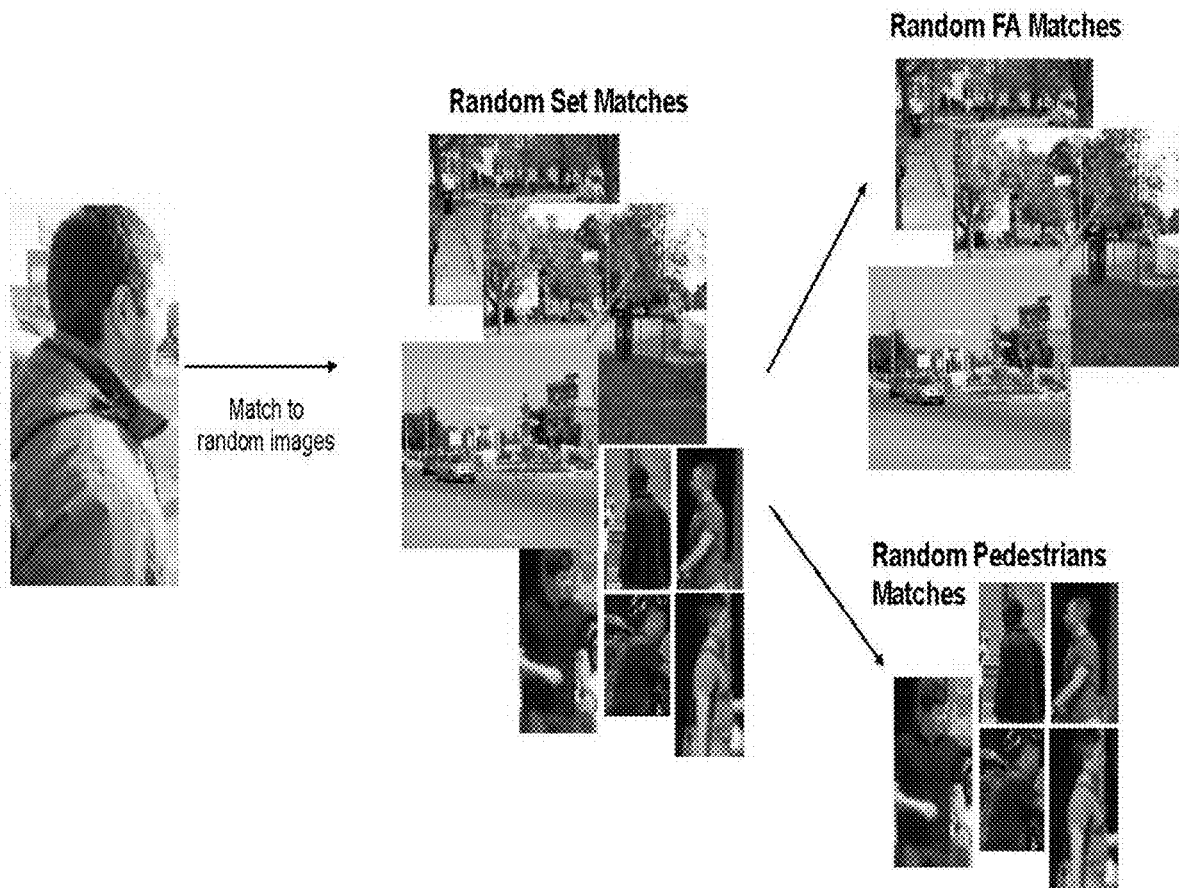 Random FA Matches
Random Set Matches
Match to
random images
Random Pedestrians
Matches